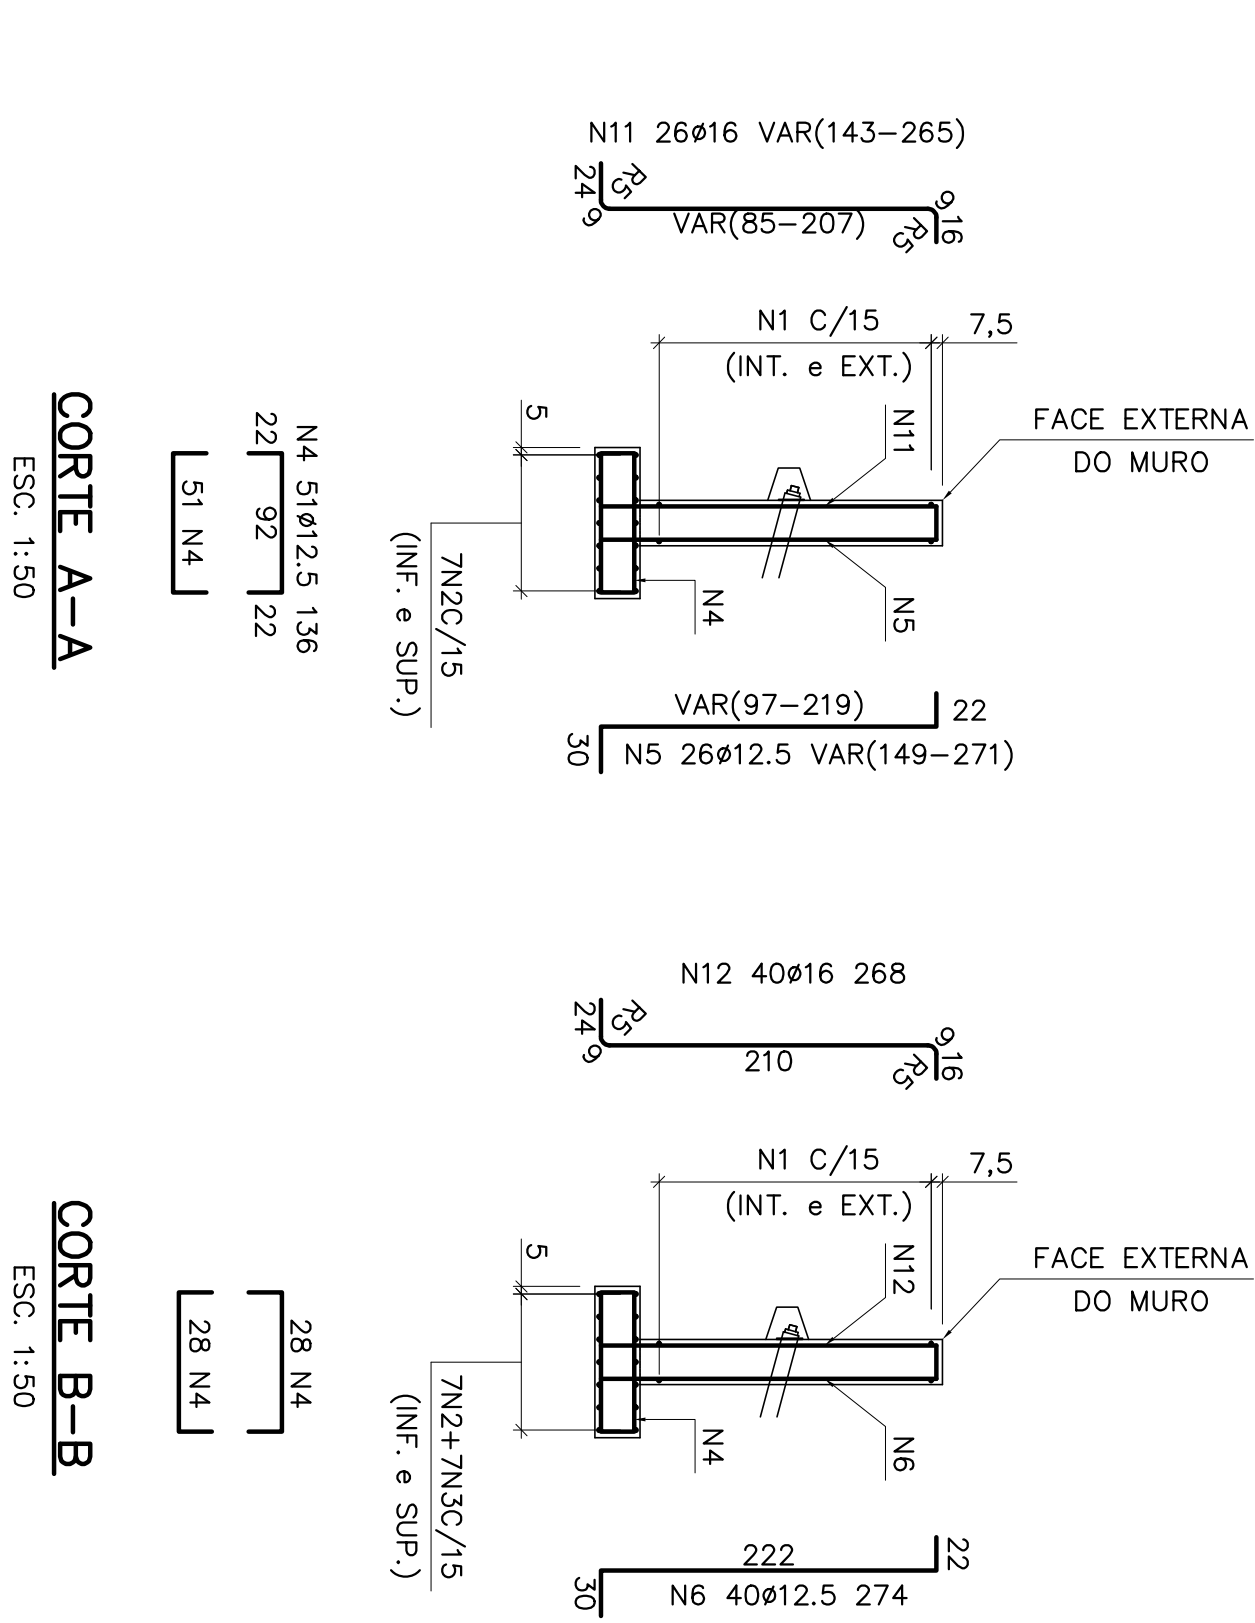 N11 26ø16 VAR(143-265)
24
R5
9
VAR(85-207)
9
16
R5
N1 C/15
(INT. e EXT.)
7,5
FACE EXTERNA
DO MURO
N11
5
N5
N4
7N2C/15
(INF. e SUP.)
VAR(97-219)
22
30
N5 26ø12.5 VAR(149-271)
N4 51ø12.5 136
22
92
22
51 N4
CORTE A-A
ESC. 1:50
N12 40ø16 268
24
R5
9
210
9
16
R5
N1 C/15
(INT. e EXT.)
7,5
FACE EXTERNA
DO MURO
N12
5
N6
N4
7N2+7N3C/15
(INF. e SUP.)
222
22
30
N6 40ø12.5 274
28 N4
28 N4
CORTE B-B
ESC. 1:50